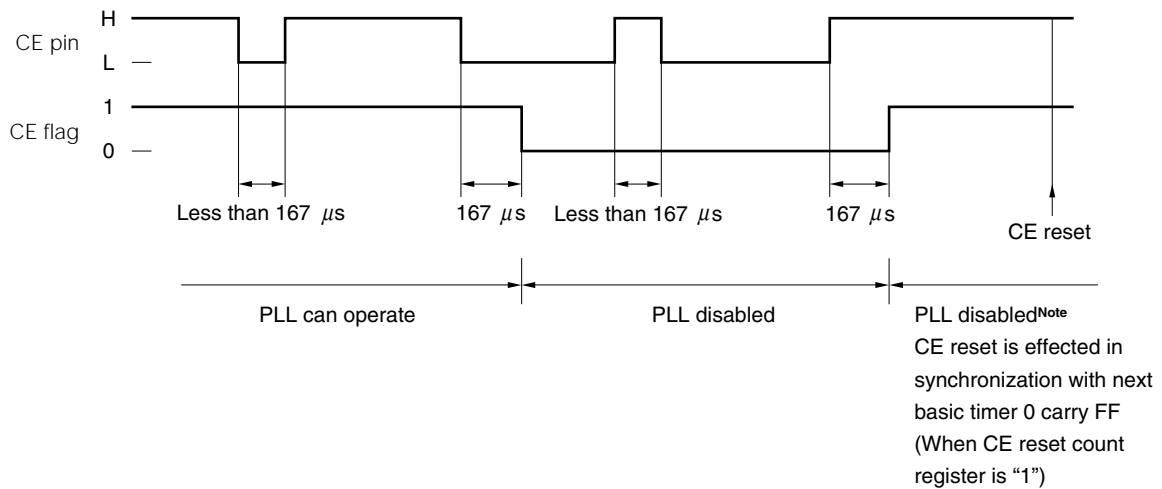 H
CE pin
L
1
CE flag
0
Less than 167 μs
167 μs
Less than 167 μs
167 μs
CE reset
PLL can operate
PLL disabled
PLL disabledNote
CE reset is effected in
synchronization with next
basic timer 0 carry FF
(When CE reset count
register is “1”)